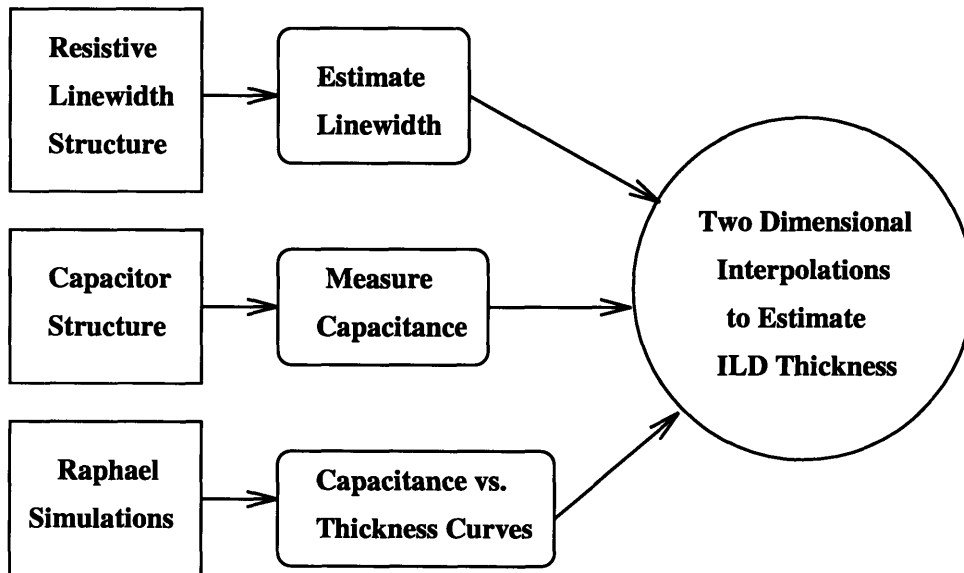 Resistive
Linewidth
Structure
Estimate
Linewidth
Capacitor
Structure
Measure
Capacitance
Raphael
Simulations
Capacitance vs.
Thickness Curves
Two Dimensional
Interpolations
to Estimate
ILD Thickness